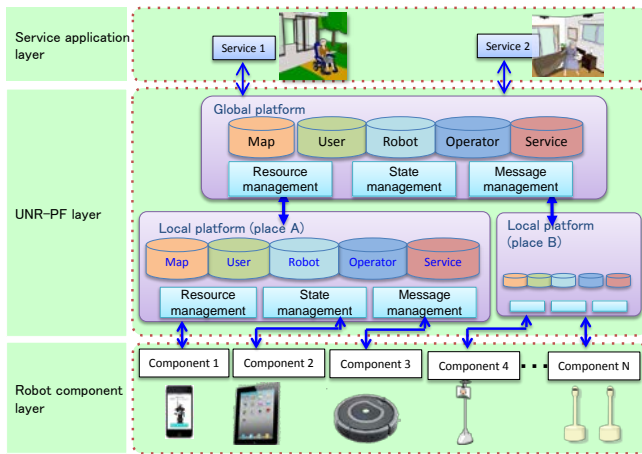 Service application
layer
Service 1
Service 2
Global platform
Map
User
Robot
Operator
Service
Resource
management
State
management
Message
management
UNR-PF layer
Local platform (place A)
Map
User
Robot
Operator
Service
Resource
management
State
management
Message
management
Local platform
(place B)
Robot component
layer
Component 1
Component 2
Component 3
Component 4
...
Component N